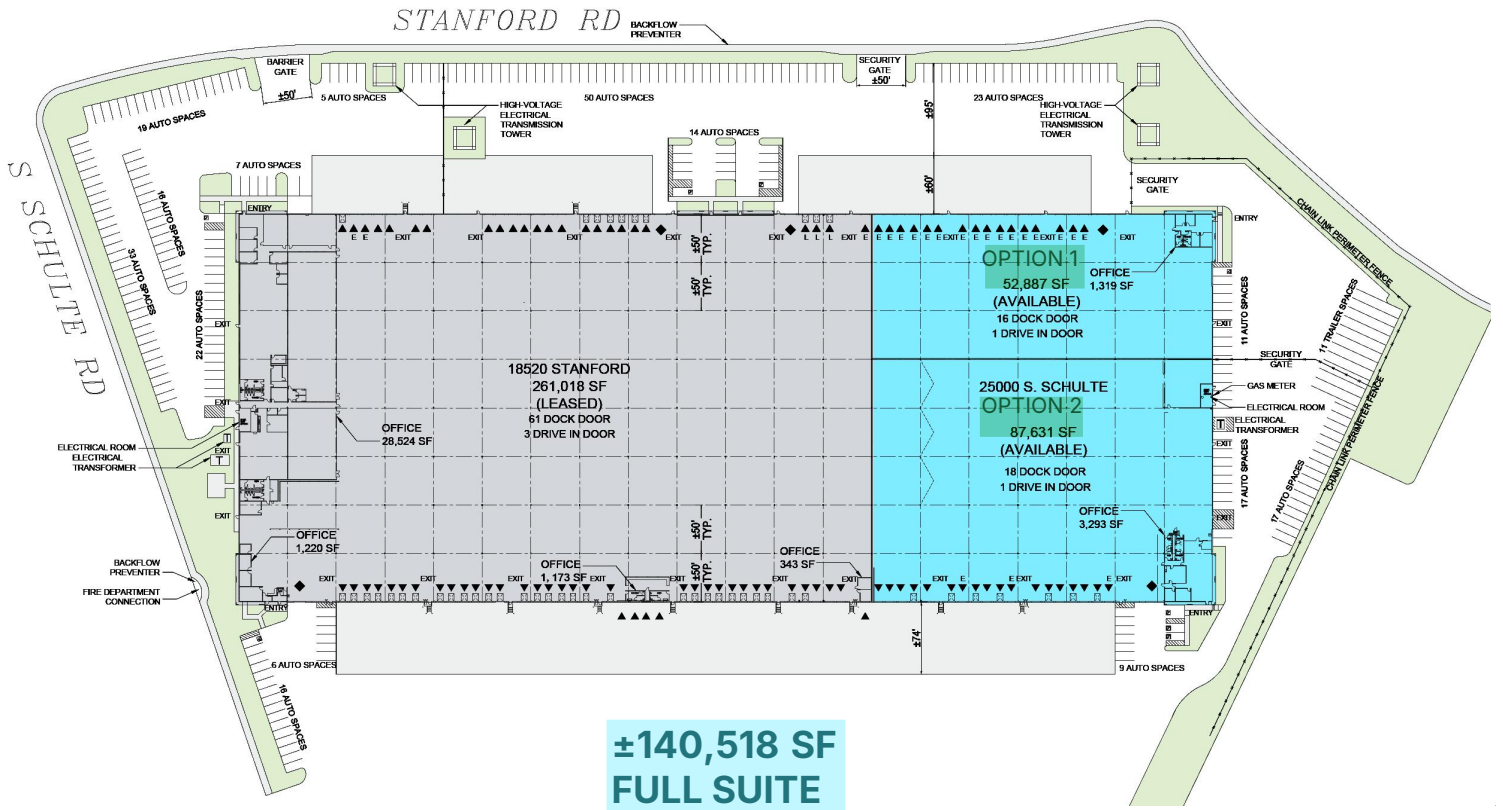 STANFORD RD
BACKFLOW
PREVENTER
BARRIER
GATE
±50'
5 AUTO SPACES
50 AUTO SPACES
SECURITY
GATE
±50'
23 AUTO SPACES
HIGH-VOLTAGE
ELECTRICAL
TRANSMISSION
TOWER
HIGH-VOLTAGE
ELECTRICAL
TRANSMISSION
TOWER
19 AUTO SPACES
±95'
14 AUTO SPACES
7 AUTO SPACES
S SCHULTE RD
16 AUTO SPACES
33 AUTO SPACES
22 AUTO SPACES
±60'
SECURITY
GATE
ENTRY
ENTRY
CHAIN LINK PERIMETER FENCE
E E EXIT EXIT EXIT EXIT L L L EXIT E E E E E E E EXIT E E E E E EXIT E E EXIT
±50'
TYP.
±50'
TYP.
OPTION 1
52,887 SF
(AVAILABLE)
16 DOCK DOOR
1 DRIVE IN DOOR
OFFICE
1,319 SF
11 AUTO SPACES
EXIT
EXIT
EXIT
11 TRAILER SPACES
SECURITY
GATE
18520 STANFORD
261,018 SF
(LEASED)
61 DOCK DOOR
3 DRIVE IN DOOR
25000 S. SCHULTE
OPTION 2
87,631 SF
(AVAILABLE)
18 DOCK DOOR
1 DRIVE IN DOOR
GAS METER
ELECTRICAL ROOM
T
ELECTRICAL
TRANSFORMER
EXIT
EXIT
OFFICE
28,524 SF
ELECTRICAL ROOM
ELECTRICAL
TRANSFORMER
T
EXIT
T
EXIT
17 AUTO SPACES
17 AUTO SPACES
CHAIN LINK PERIMETER FENCE
EXIT
OFFICE
3,293 SF
±50'
TYP.
±50'
TYP.
OFFICE
1,220 SF
OFFICE
1,173 SF
OFFICE
343 SF
BACKFLOW
PREVENTER
FIRE DEPARTMENT
CONNECTION
EXIT EXIT EXIT EXIT EXIT EXIT E E EXIT E EXIT
ENTRY
ENTRY
±74'
6 AUTO SPACES
9 AUTO SPACES
16 AUTO SPACES
±140,518 SF
FULL SUITE